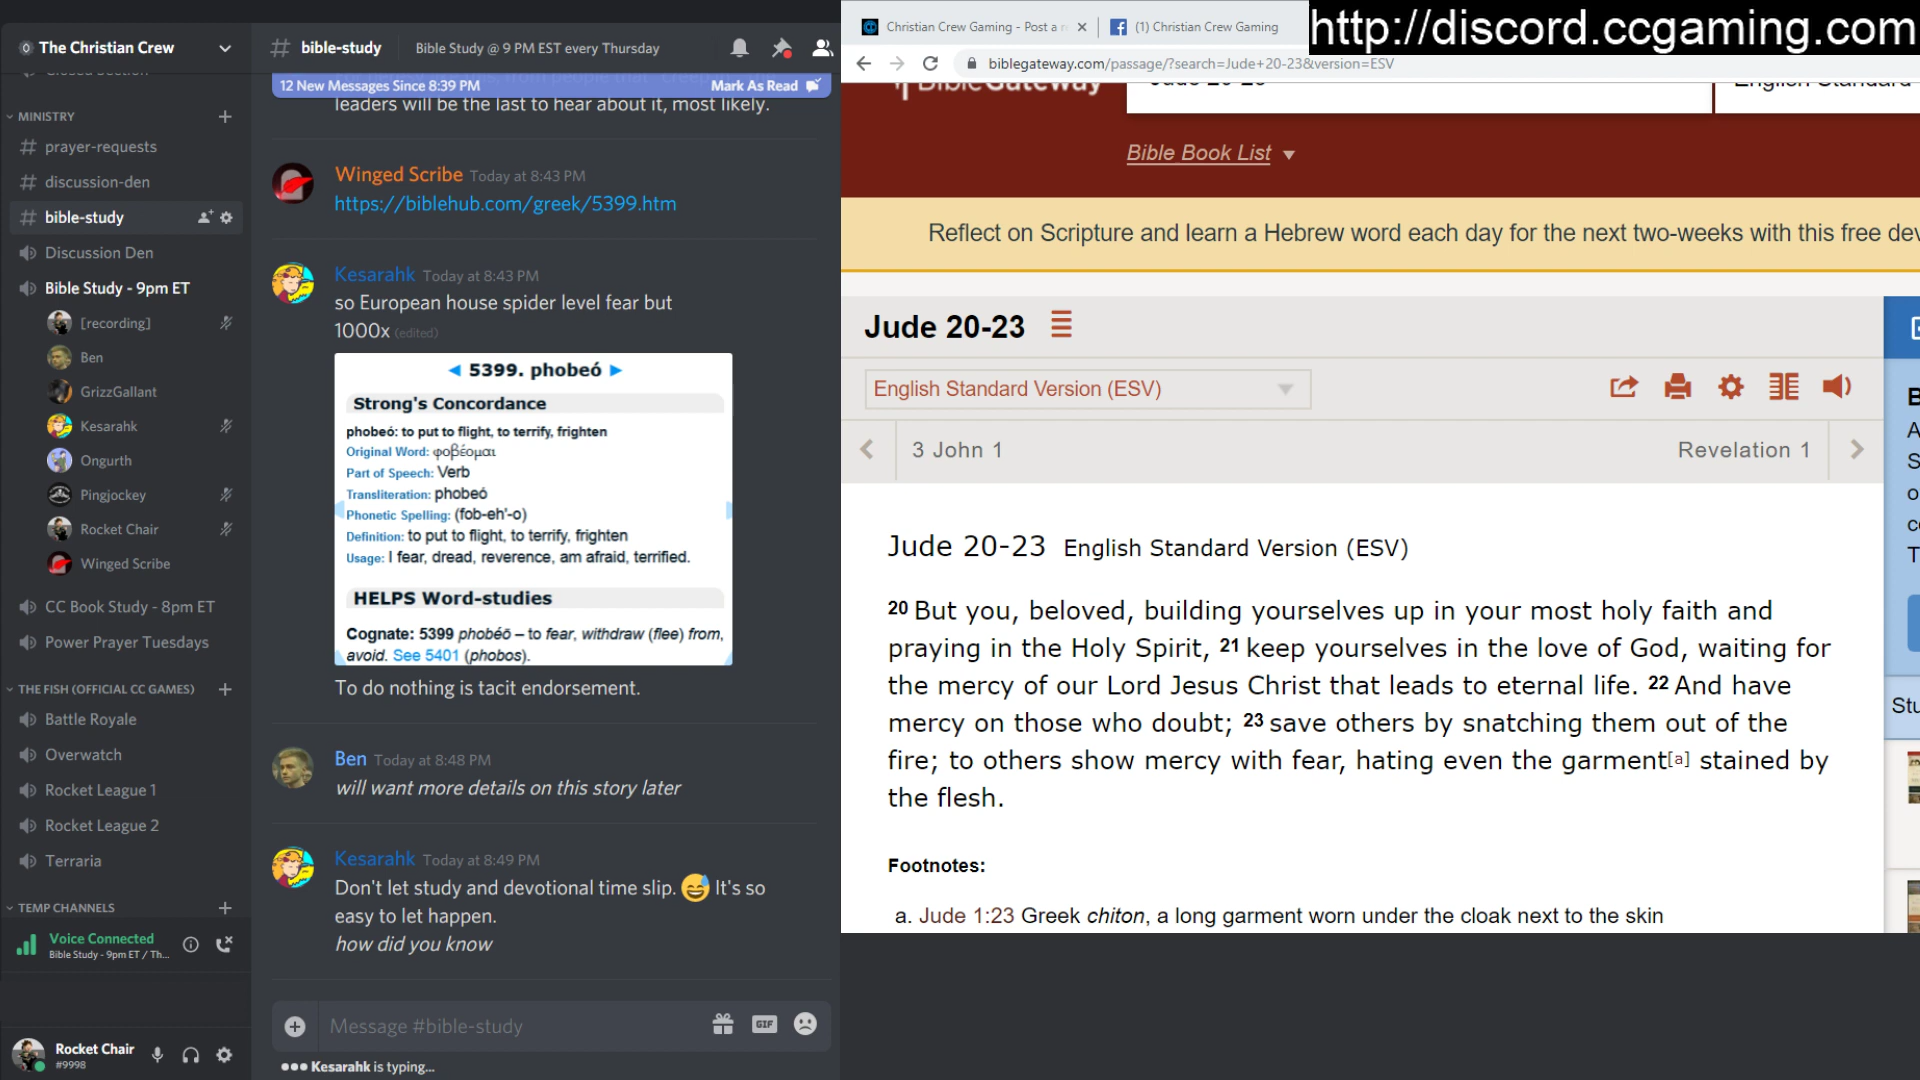 The Christian Crew
Closed Section
MINISTRY
prayer-requests
discussion-den
bible-study
Discussion Den
Bible Study - 9pm ET
[recording]
Ben
GrizzGallant
Kesarahk
Ongurth
Pingjockey
Rocket Chair
Winged Scribe
CC Book Study - 8pm ET
Power Prayer Tuesdays
THE FISH (OFFICIAL CC GAMES)
Battle Royale
Overwatch
Rocket League 1
Rocket League 2
Terraria
TEMP CHANNELS
Voice Connected
Bible Study - 9pm ET / Th...
Rocket Chair
#9998
# bible-study
Bible Study @ 9 PM EST every Thursday
12 New Messages Since 8:39 PM
Mark As Read
leaders will be the last to hear about it, most likely.
Winged Scribe Today at 8:43 PM
https://biblehub.com/greek/5399.htm
Kesarahk Today at 8:43 PM
so European house spider level fear but
1000x (edited)
◄ 5399. phobeó ►
Strong's Concordance
phobeó: to put to flight, to terrify, frighten
Original Word: φοβέομαι
Part of Speech: Verb
Transliteration: phobeó
Phonetic Spelling: (fob-eh'-o)
Definition: to put to flight, to terrify, frighten
Usage: I fear, dread, reverence, am afraid, terrified.
HELPS Word-studies
Cognate: 5399 phobéō – to fear, withdraw (flee) from,
avoid. See 5401 (phobos).
To do nothing is tacit endorsement.
Ben Today at 8:48 PM
will want more details on this story later
Kesarahk Today at 8:49 PM
Don't let study and devotional time slip. 😅 It's so
easy to let happen.
how did you know
Message #bible-study
GIF
Kesarahk is typing...
Christian Crew Gaming - Post a
(1) Christian Crew Gaming
http://discord.ccgaming.com
biblegateway.com/passage/?search=Jude+20-23&version=ESV
BibleGateway
Jude 20-23
English Standard
Bible Book List
Reflect on Scripture and learn a Hebrew word each day for the next two-weeks with this free dev
Jude 20-23
English Standard Version (ESV)
3 John 1
Revelation 1
Jude 20-23 English Standard Version (ESV)
20 But you, beloved, building yourselves up in your most holy faith and
praying in the Holy Spirit, 21 keep yourselves in the love of God, waiting for
the mercy of our Lord Jesus Christ that leads to eternal life. 22 And have
mercy on those who doubt; 23 save others by snatching them out of the
fire; to others show mercy with fear, hating even the garment[a] stained by
the flesh.
Footnotes:
a. Jude 1:23 Greek chiton, a long garment worn under the cloak next to the skin
Stu